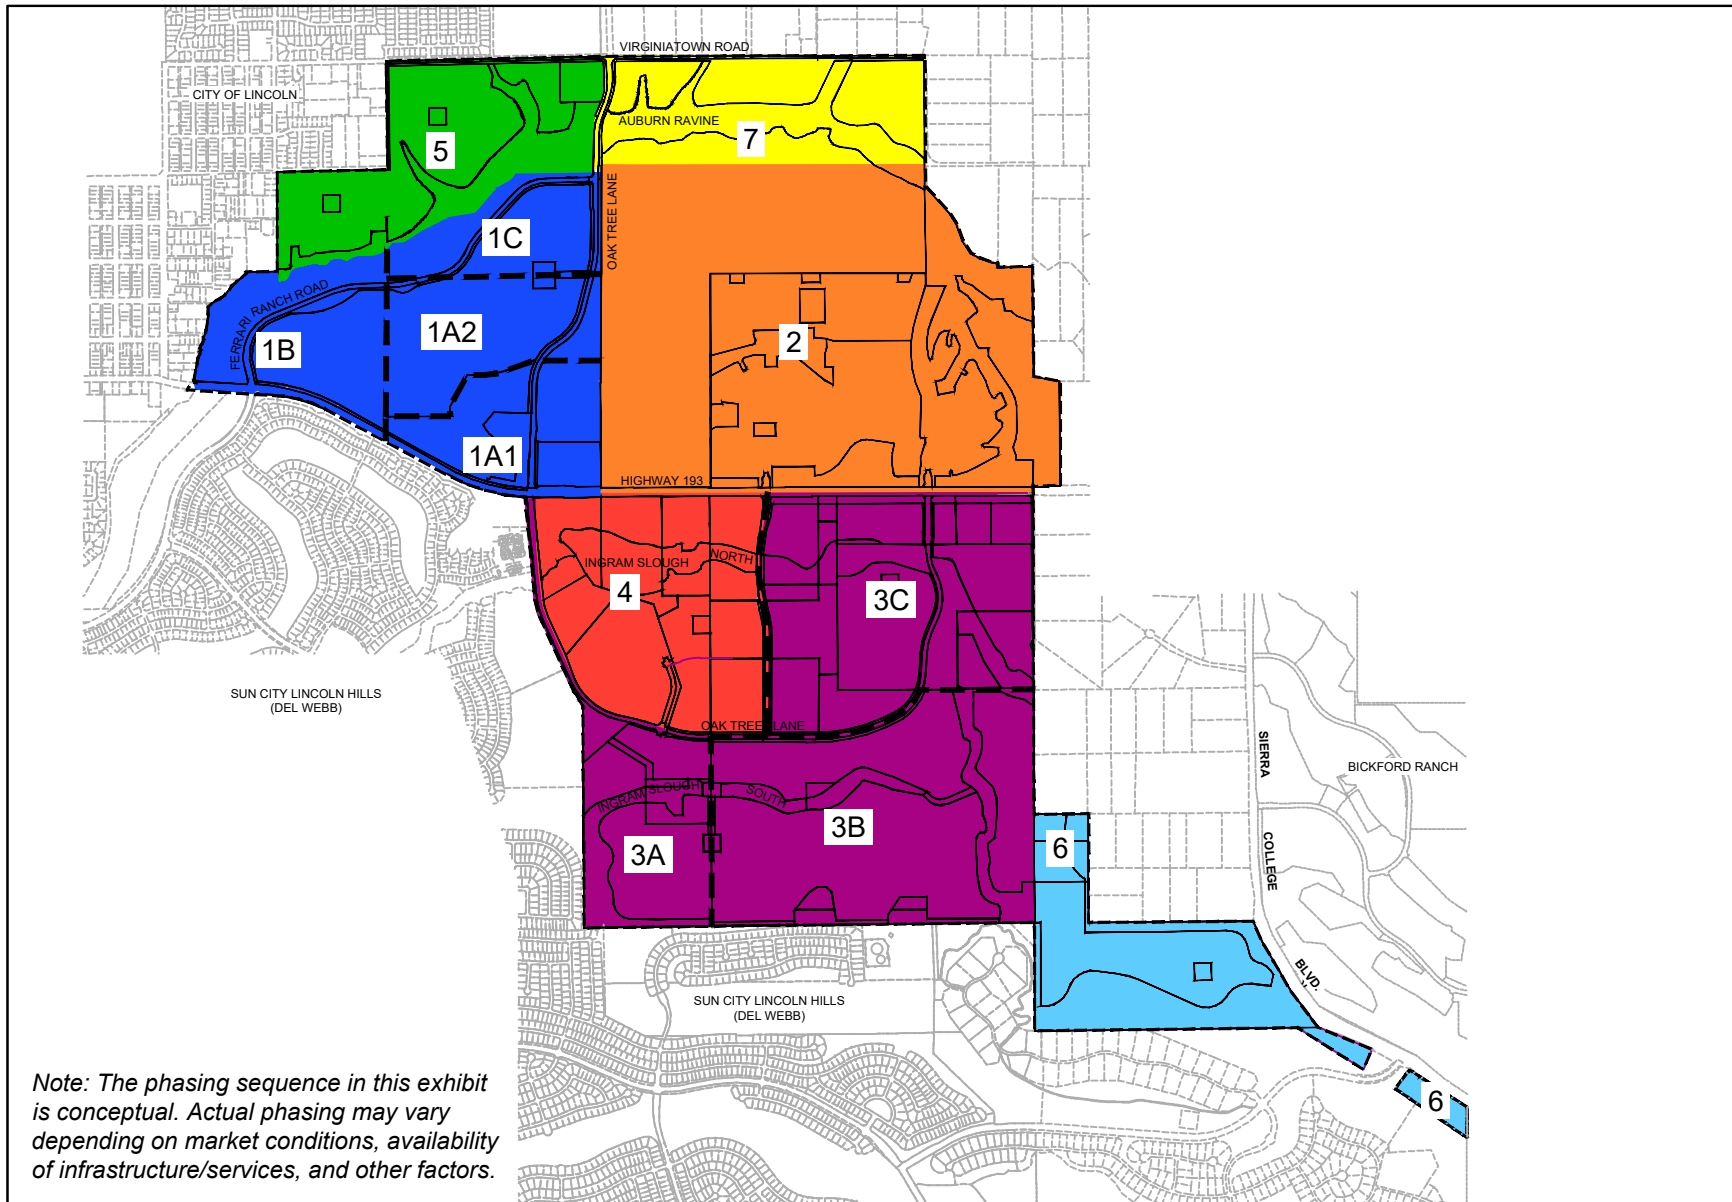 VIRGINIATOWN ROAD
CITY OF LINCOLN
AUBURN RAVINE
7
5
OAK TREE LANE
1C
FERRARI RANCH ROAD
1B
1A2
2
1A1
HIGHWAY 193
INGRAM SLOUGH
NORTH
4
3C
SUN CITY LINCOLN HILLS
(DEL WEBB)
OAK TREE LANE
SIERRA
COLLEGE
BLVD.
BICKFORD RANCH
INGRAM SLOUGH
SOUTH
3A
3B
6
SUN CITY LINCOLN HILLS
(DEL WEBB)
6
Note: The phasing sequence in this exhibit
is conceptual. Actual phasing may vary
depending on market conditions, availability
of infrastructure/services, and other factors.